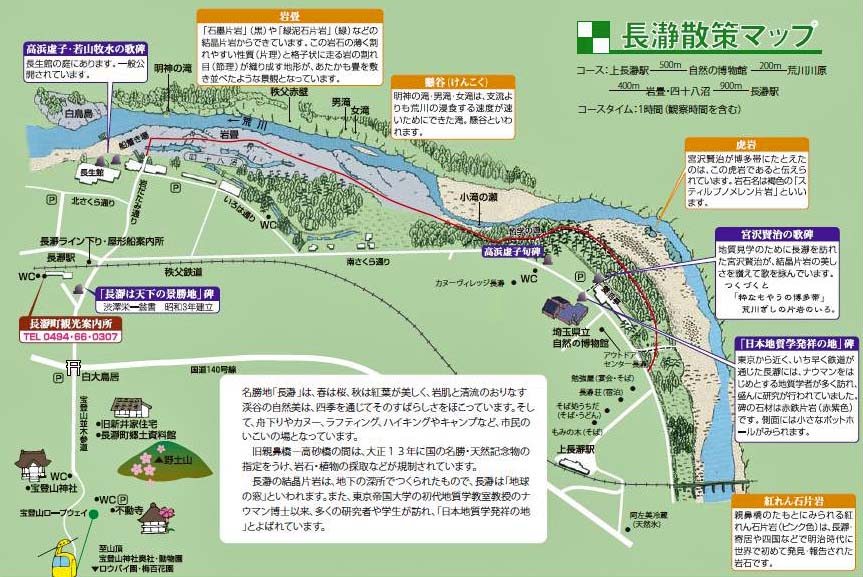 長瀞散策マップ
コース：上長瀞駅 500m 自然の博物館 200m 荒川川原
400m 岩畳・四十八沼 900m 長瀞駅
コースタイム：1時間（観察時間を含む）
岩畳
「石墨片岩」（黒）や「緑泥石片岩」（緑）などの
結晶片岩からできています。この岩石の薄く割
れやすい性質（片理）と格子状に走る岩の割れ
目（節理）が織り成す地形が、あたかも畳を敷
き並べたような景観となっています。
高浜虚子・若山牧水の歌碑
長生館の庭にあります。一般公
開されています。
明神の滝
秩父赤壁
男滝
女滝
懸谷（けんこく）
明神の滝・男滝・女滝は、支流よ
りも荒川の浸食する速度が速
いためにできた滝。懸谷といわ
れます。
虎岩
宮沢賢治が博多帯にたとえた
のは、この虎岩であると伝えら
れています。岩石名は褐色の「ス
ティルプノメレン片岩」といい
ます。
白鳥島
船着き場
岩畳
←荒川
四十八沼
長生館
P
北さくら通り
岩だたみ通り
P
いろは通り
WC
小滝の瀬
高浜虚子句碑
宮沢賢治の歌碑
地質見学のために長瀞を訪れ
た宮沢賢治が、結晶片岩の美し
さを讃えて歌を詠んでいます。
つくづくと
「粋なもやうの博多帯」
荒川ぎしの片岩のいろ。
長瀞ライン下り・屋形船案内所
長瀞駅
WC
秩父鉄道
南さくら通り
カヌーヴィレッジ長瀞
WC
P
「長瀞は天下の景勝地」碑
渋澤栄一翁書　昭和3年建立
長瀞町観光案内所
TEL 0494・66・0307
埼玉県立
自然の博物館
「日本地質学発祥の地」碑
東京から近く、いち早く鉄道が
通じた長瀞には、ナウマンをは
じめとする地質学者が多く訪れ、
盛んに研究が行われていました。
碑の石材は赤鉄片岩（赤紫色）
です。側面には小さなポットホ
ールがみられます。
アウトドア
センター長瀞
勉強屋（宴会・そば）
長瀞荘（宿泊）
そば処うちだ
（そば・うどん）
もみの木（そば）
上長瀞駅
阿左美冷蔵
（天然氷）
国道140号線
P
白大鳥居
宝登山並木参道
旧新井家住宅
長瀞町郷土資料館
野土山
WC
宝登山神社
WC P
不動寺
宝登山ロープウェイ
至山頂
宝登山神社奥社・動物園
▼ロウバイ園・梅百花園
名勝地「長瀞」は、春は桜、秋は紅葉が美しく、岩肌と清流のおりなす
渓谷の自然美は、四季を通じてそのすばらしさをほこっています。そし
て、舟下りやカヌー、ラフティング、ハイキングやキャンプなど、市民の
いこいの場となっています。
旧親鼻橋―高砂橋の間は、大正１３年に国の名勝・天然記念物の
指定をうけ、岩石・植物の採取などが規制されています。
長瀞の結晶片岩は、地下の深所でつくられたもので、長瀞は「地球
の窓」といわれます。また、東京帝国大学の初代地質学教室教授のナ
ウマン博士以来、多くの研究者や学生が訪れ、「日本地質学発祥の地」
とよばれています。
紅れん石片岩
親鼻橋のたもとにみられる紅
れん石片岩（ピンク色）は、長瀞・
寄居や四国などで明治時代に
世界で初めて発見・報告された
岩石です。